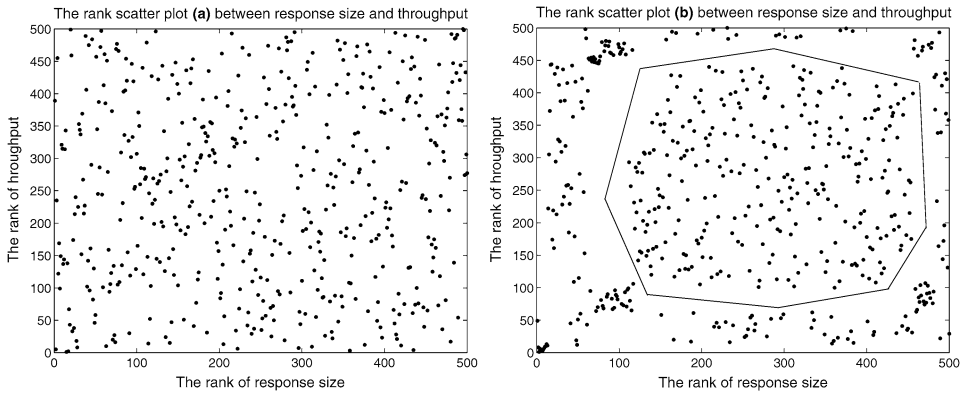 The rank scatter plot (a) between response size and throughput
500
450
400
350
300
250
200
150
100
50
0
0 100 200 300 400 500
The rank of hroughput
The rank of response size
The rank scatter plot (b) between response size and throughput
500
450
400
350
300
250
200
150
100
50
0
0 100 200 300 400 500
The rank of hroughput
The rank of response size